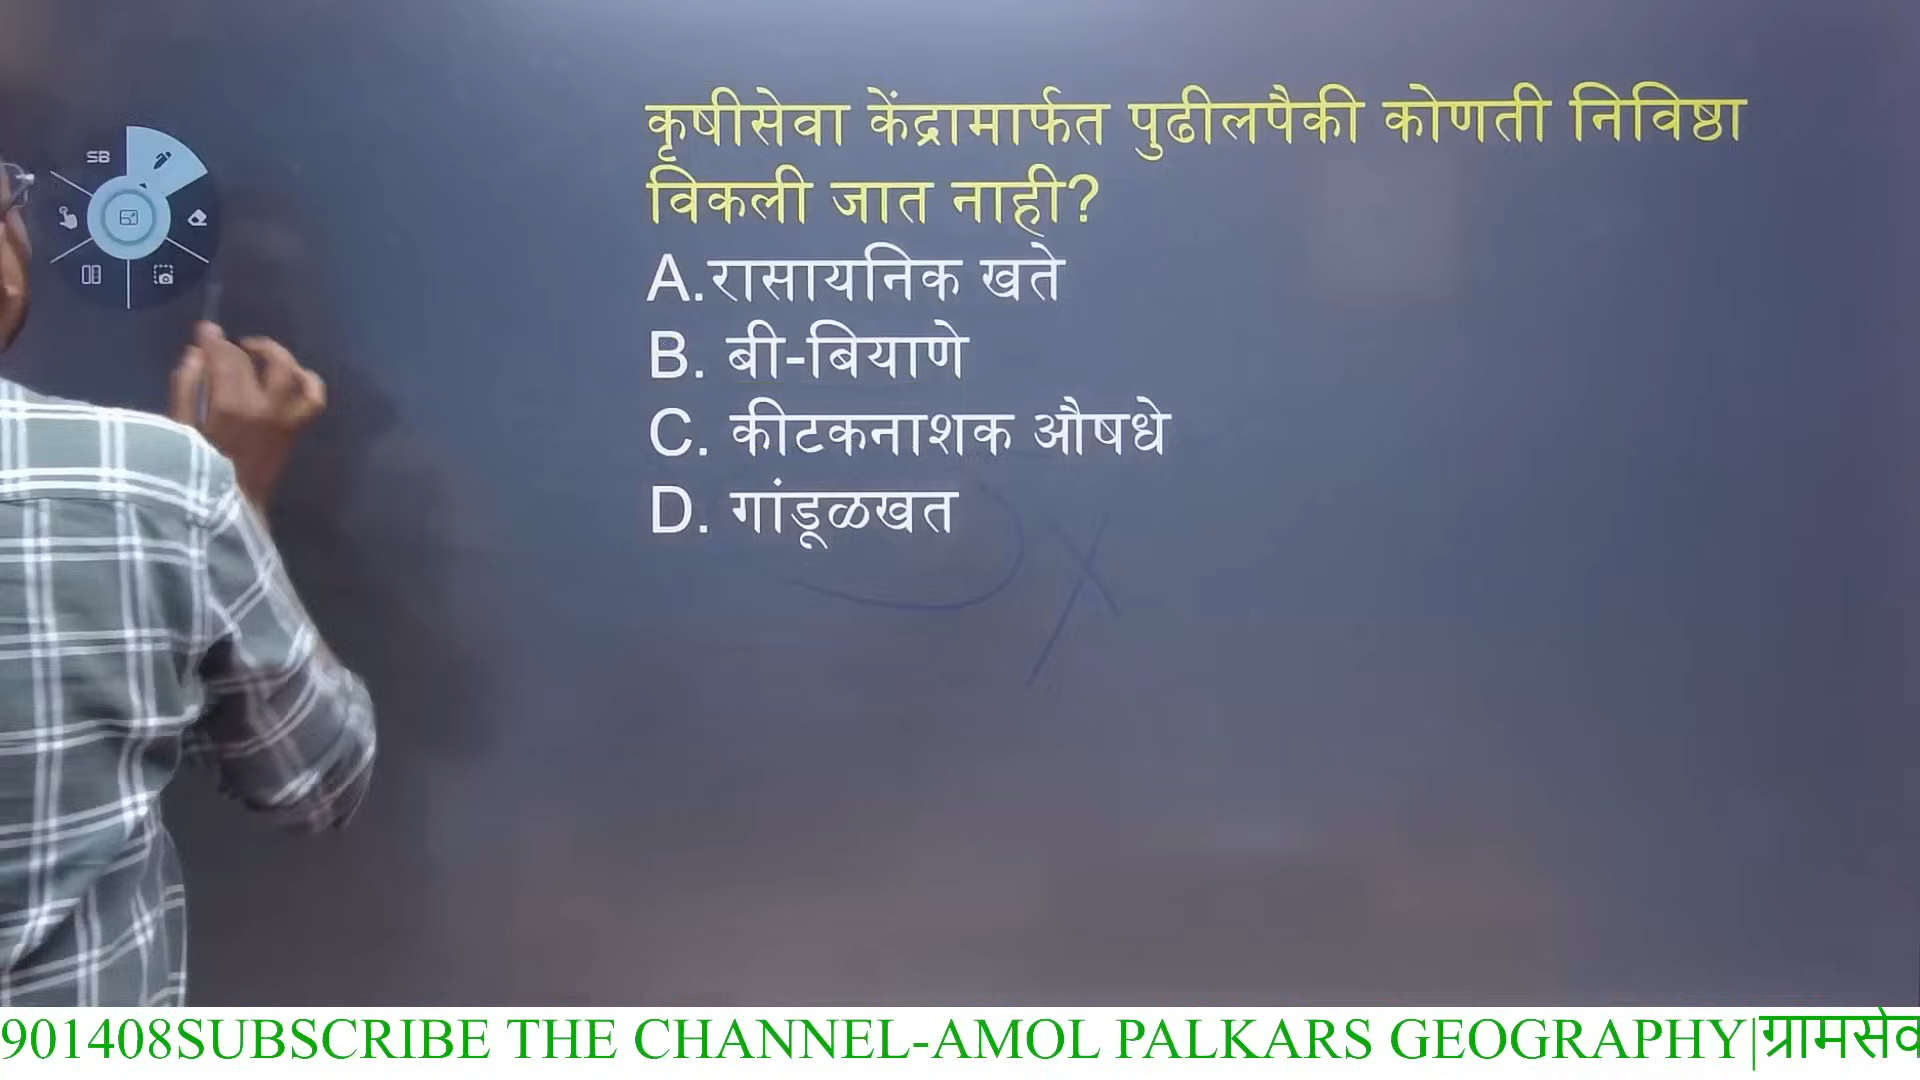 SB
कृषीसेवा केंद्रामार्फत पुढीलपैकी कोणती निविष्ठा
विकली जात नाही?
A.रासायनिक खते
B. बी-बियाणे
C. कीटकनाशक औषधे
D. गांडूळखत
901408SUBSCRIBE THE CHANNEL-AMOL PALKARS GEOGRAPHY|ग्रामसेव